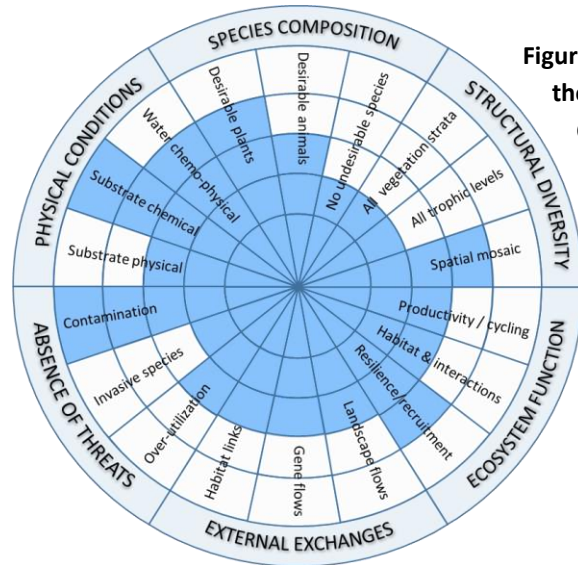 SPECIES COMPOSITION
STRUCTURAL DIVERSITY
ECOSYSTEM FUNCTION
EXTERNAL EXCHANGES
ABSENCE OF THREATS
PHYSICAL CONDITIONS
Desirable plants
Desirable animals
No undesirable species
All vegetation strata
All trophic levels
Spatial mosaic
Productivity / cycling
Habitat & interactions
Resilience/recruitment
Landscape flows
Gene flows
Habitat links
Over-utilization
Invasive species
Contamination
Substrate physical
Substrate chemical
Water chemo-physical
Figur
the